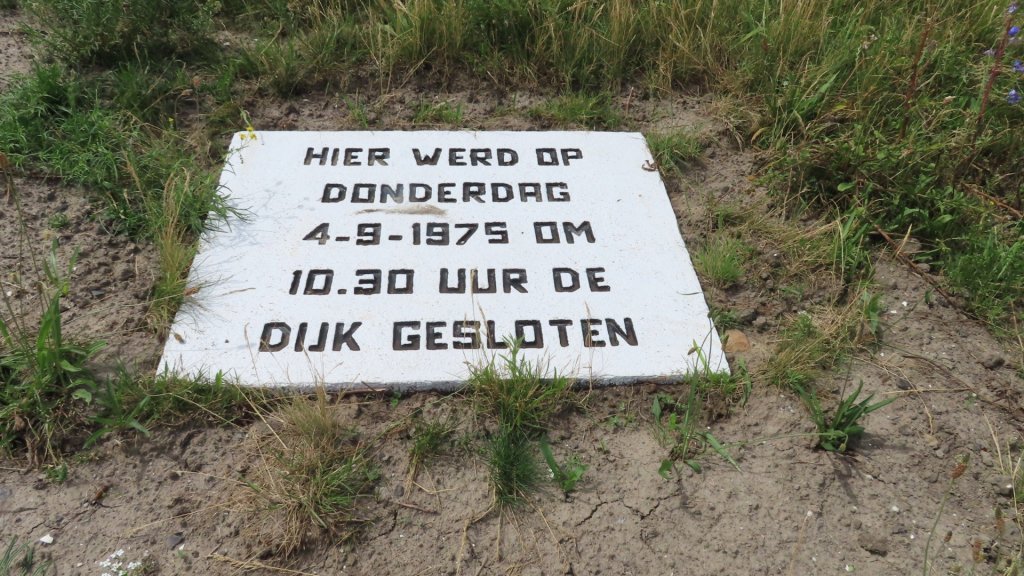 HIER WERD OP
DONDERDAG
4-9-1975 OM
10.30 UUR DE
DIJK GESLOTEN